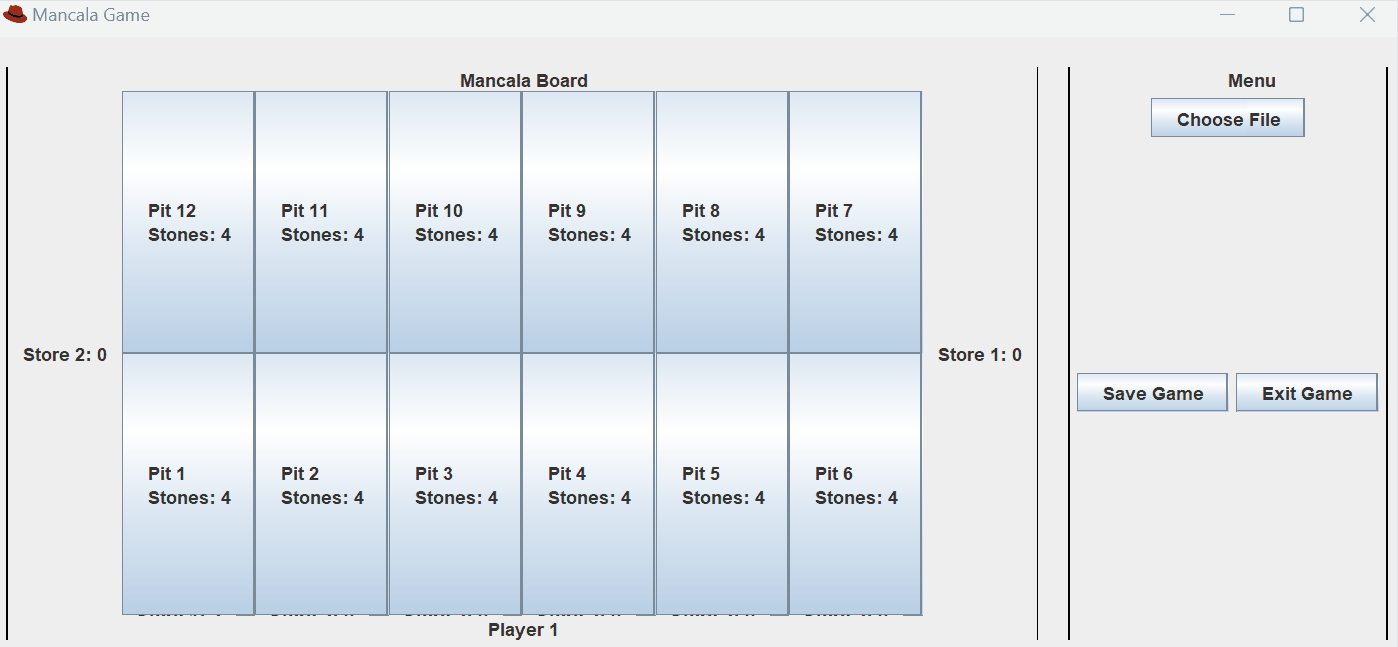 Mancala Game
Mancala Board
Menu
Choose File
Pit 12
Stones: 4
Pit 11
Stones: 4
Pit 10
Stones: 4
Pit 9
Stones: 4
Pit 8
Stones: 4
Pit 7
Stones: 4
Store 2: 0
Store 1: 0
Save Game
Exit Game
Pit 1
Stones: 4
Pit 2
Stones: 4
Pit 3
Stones: 4
Pit 4
Stones: 4
Pit 5
Stones: 4
Pit 6
Stones: 4
Player 1